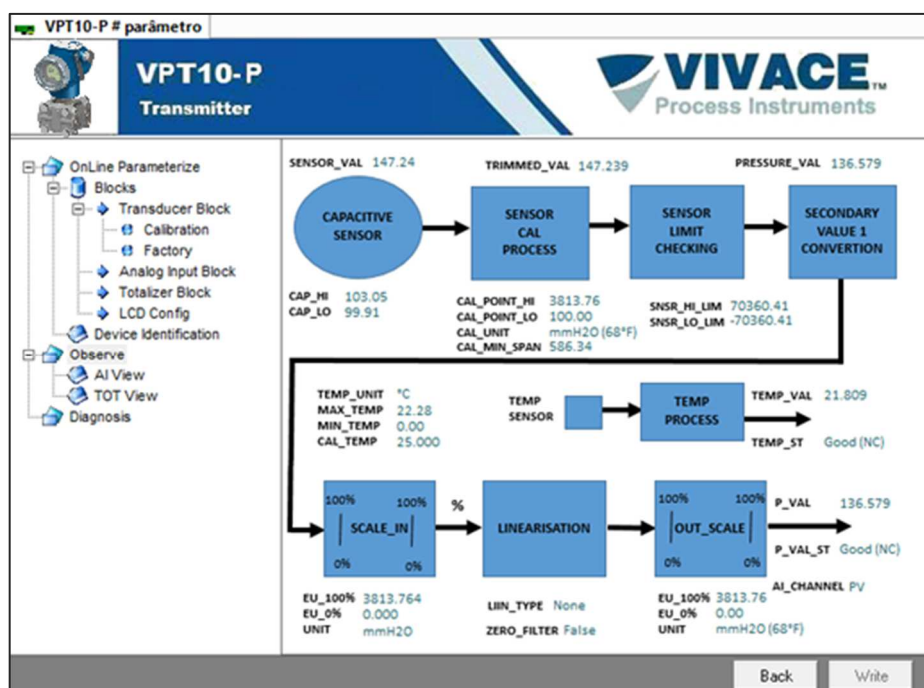 VPT10-P # parâmetro
VPT10-P
Transmitter
VIVACE™
Process Instruments
OnLine Parameterize
Blocks
Transducer Block
Calibration
Factory
Analog Input Block
Totalizer Block
LCD Config
Device Identification
Observe
AI View
TOT View
Diagnosis
SENSOR_VAL 147.24
TRIMMED_VAL 147.239
PRESSURE_VAL 136.579
CAPACITIVE
SENSOR
SENSOR
CAL
PROCESS
SENSOR
LIMIT
CHECKING
SECONDARY
VALUE 1
CONVERTION
CAP_HI 103.05
CAP_LO 99.91
CAL_POINT_HI 3813.76
CAL_POINT_LO 100.00
CAL_UNIT mmH2O (68°F)
CAL_MIN_SPAN 586.34
SNSR_HI_LIM 70360.41
SNSR_LO_LIM -70360.41
TEMP_UNIT °C
MAX_TEMP 22.28
MIN_TEMP 0.00
CAL_TEMP 25.000
TEMP
SENSOR
TEMP
PROCESS
TEMP_VAL 21.809
TEMP_ST Good (NC)
100% 100%
SCALE_IN
0% 0%
%
LINEARISATION
100% 100%
OUT_SCALE
0% 0%
P_VAL 136.579
P_VAL_ST Good (NC)
AI_CHANNEL PV
EU_100% 3813.764
EU_0% 0.000
UNIT mmH2O
LIIN_TYPE None
ZERO_FILTER False
EU_100% 3813.76
EU_0% 0.00
UNIT mmH2O (68°F)
Back
Write